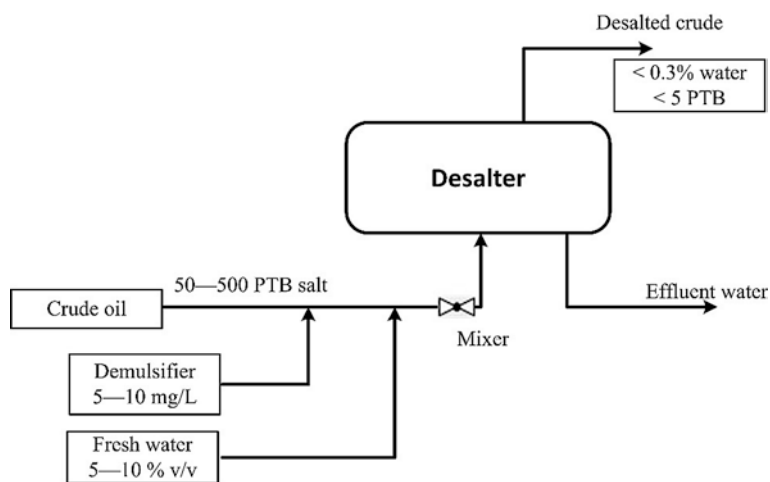 Desalted crude
< 0.3% water
< 5 PTB
Desalter
50—500 PTB salt
Crude oil
Mixer
Effluent water
Demulsifier
5—10 mg/L
Fresh water
5—10 % v/v